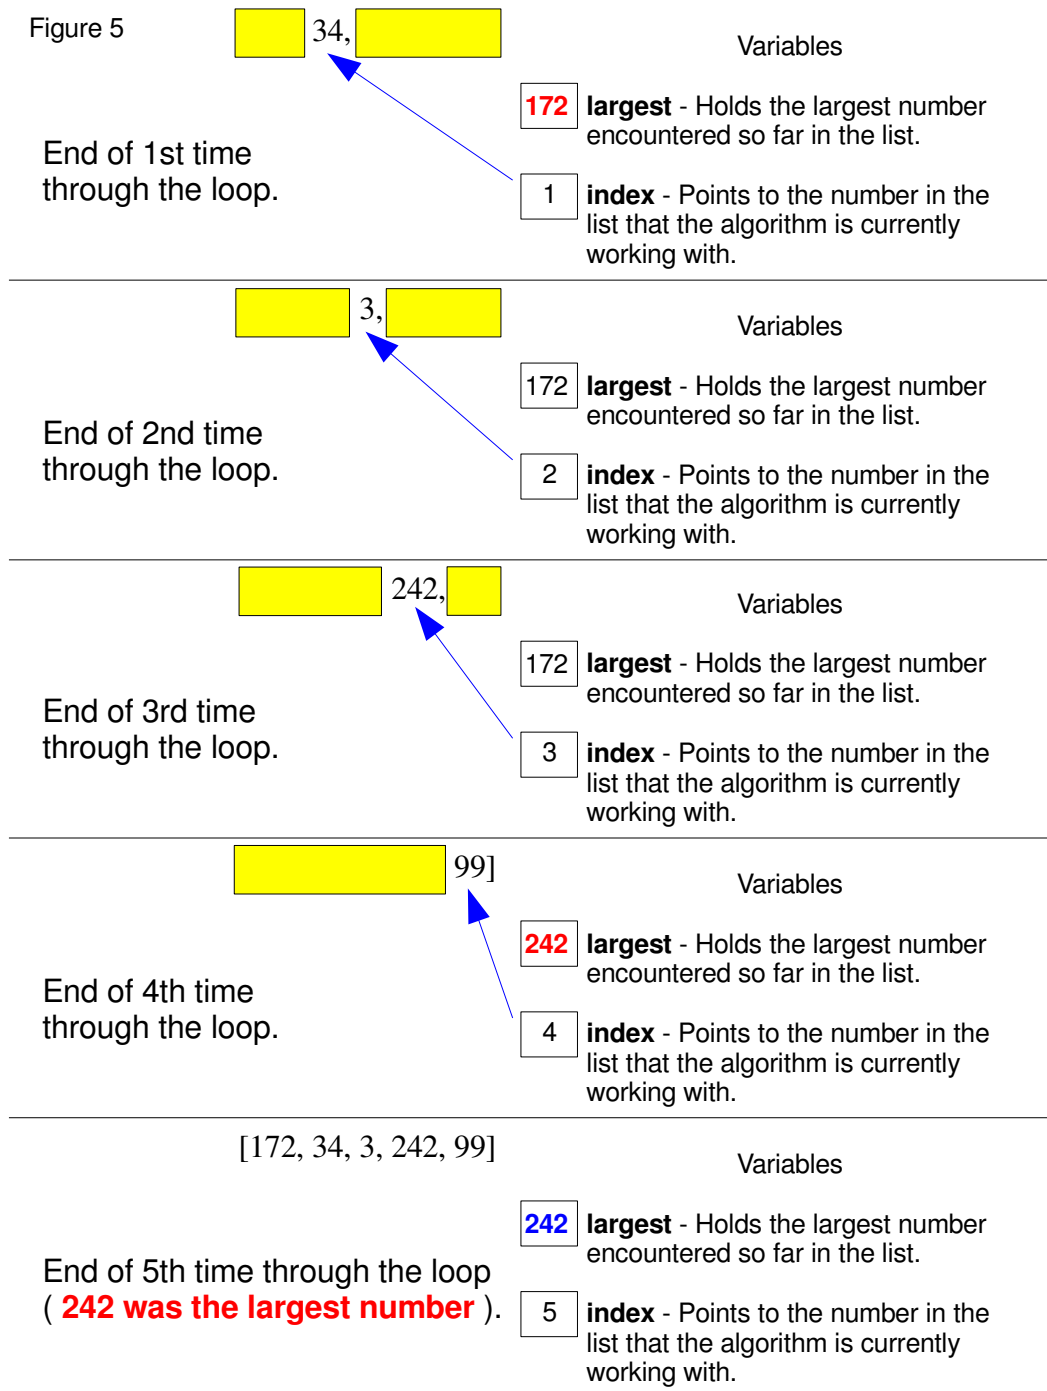 Figure 5
34,
Variables
172 largest - Holds the largest number
encountered so far in the list.
End of 1st time
through the loop.
1 index - Points to the number in the
list that the algorithm is currently
working with.
3,
Variables
172 largest - Holds the largest number
encountered so far in the list.
End of 2nd time
through the loop.
2 index - Points to the number in the
list that the algorithm is currently
working with.
242,
Variables
172 largest - Holds the largest number
encountered so far in the list.
End of 3rd time
through the loop.
3 index - Points to the number in the
list that the algorithm is currently
working with.
99]
Variables
242 largest - Holds the largest number
encountered so far in the list.
End of 4th time
through the loop.
4 index - Points to the number in the
list that the algorithm is currently
working with.
[172, 34, 3, 242, 99]
Variables
242 largest - Holds the largest number
encountered so far in the list.
End of 5th time through the loop
( 242 was the largest number ).
5 index - Points to the number in the
list that the algorithm is currently
working with.